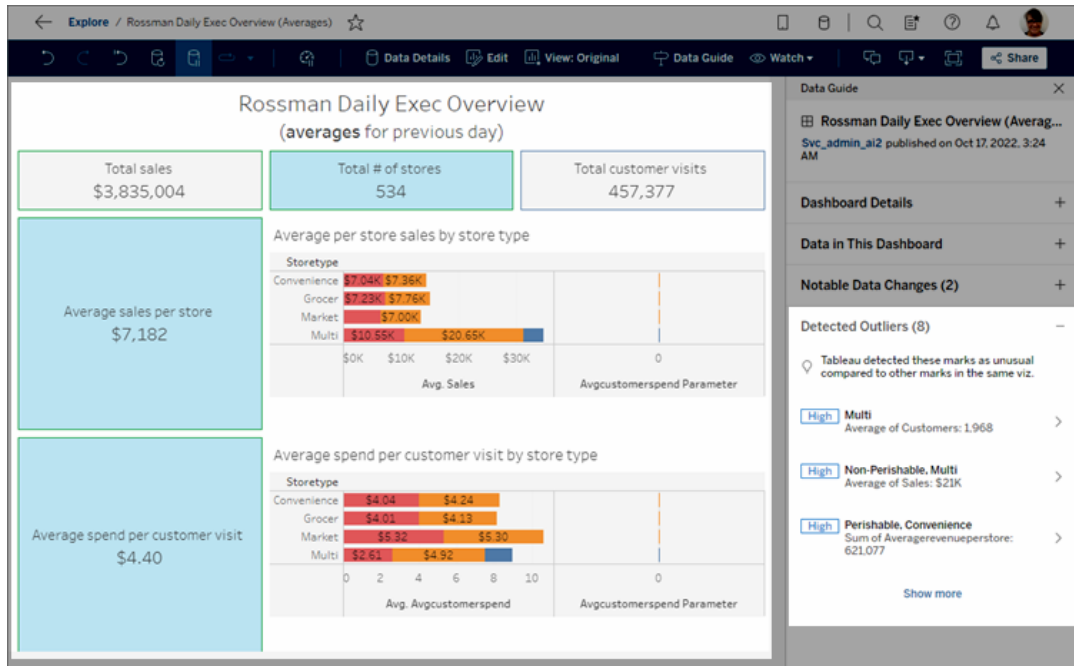 Explore / Rossman Daily Exec Overview (Averages)
Data Details Edit View: Original Data Guide Watch Share
Rossman Daily Exec Overview
(averages for previous day)
Total sales
$3,835,004
Total # of stores
534
Total customer visits
457,377
Average sales per store
$7,182
Average per store sales by store type
Storetype
Convenience $7.04K $7.36K
Grocer $7.23K $7.76K
Market $7.00K
Multi $10.55K $20.65K
$0K $10K $20K $30K 0
Avg. Sales Avgcustomerspend Parameter
Average spend per customer visit
$4.40
Average spend per customer visit by store type
Storetype
Convenience $4.04 $4.24
Grocer $4.01 $4.13
Market $5.32 $5.30
Multi $2.61 $4.92
0 2 4 6 8 10 0
Avg. Avgcustomerspend Avgcustomerspend Parameter
Data Guide
Rossman Daily Exec Overview (Averag...
Svc_admin_ai2 published on Oct 17, 2022, 3:24
AM
Dashboard Details
Data in This Dashboard
Notable Data Changes (2)
Detected Outliers (8)
Tableau detected these marks as unusual
compared to other marks in the same viz.
High Multi
Average of Customers: 1,968
High Non-Perishable, Multi
Average of Sales: $21K
High Perishable, Convenience
Sum of Averagerevenueperstore:
621,077
Show more